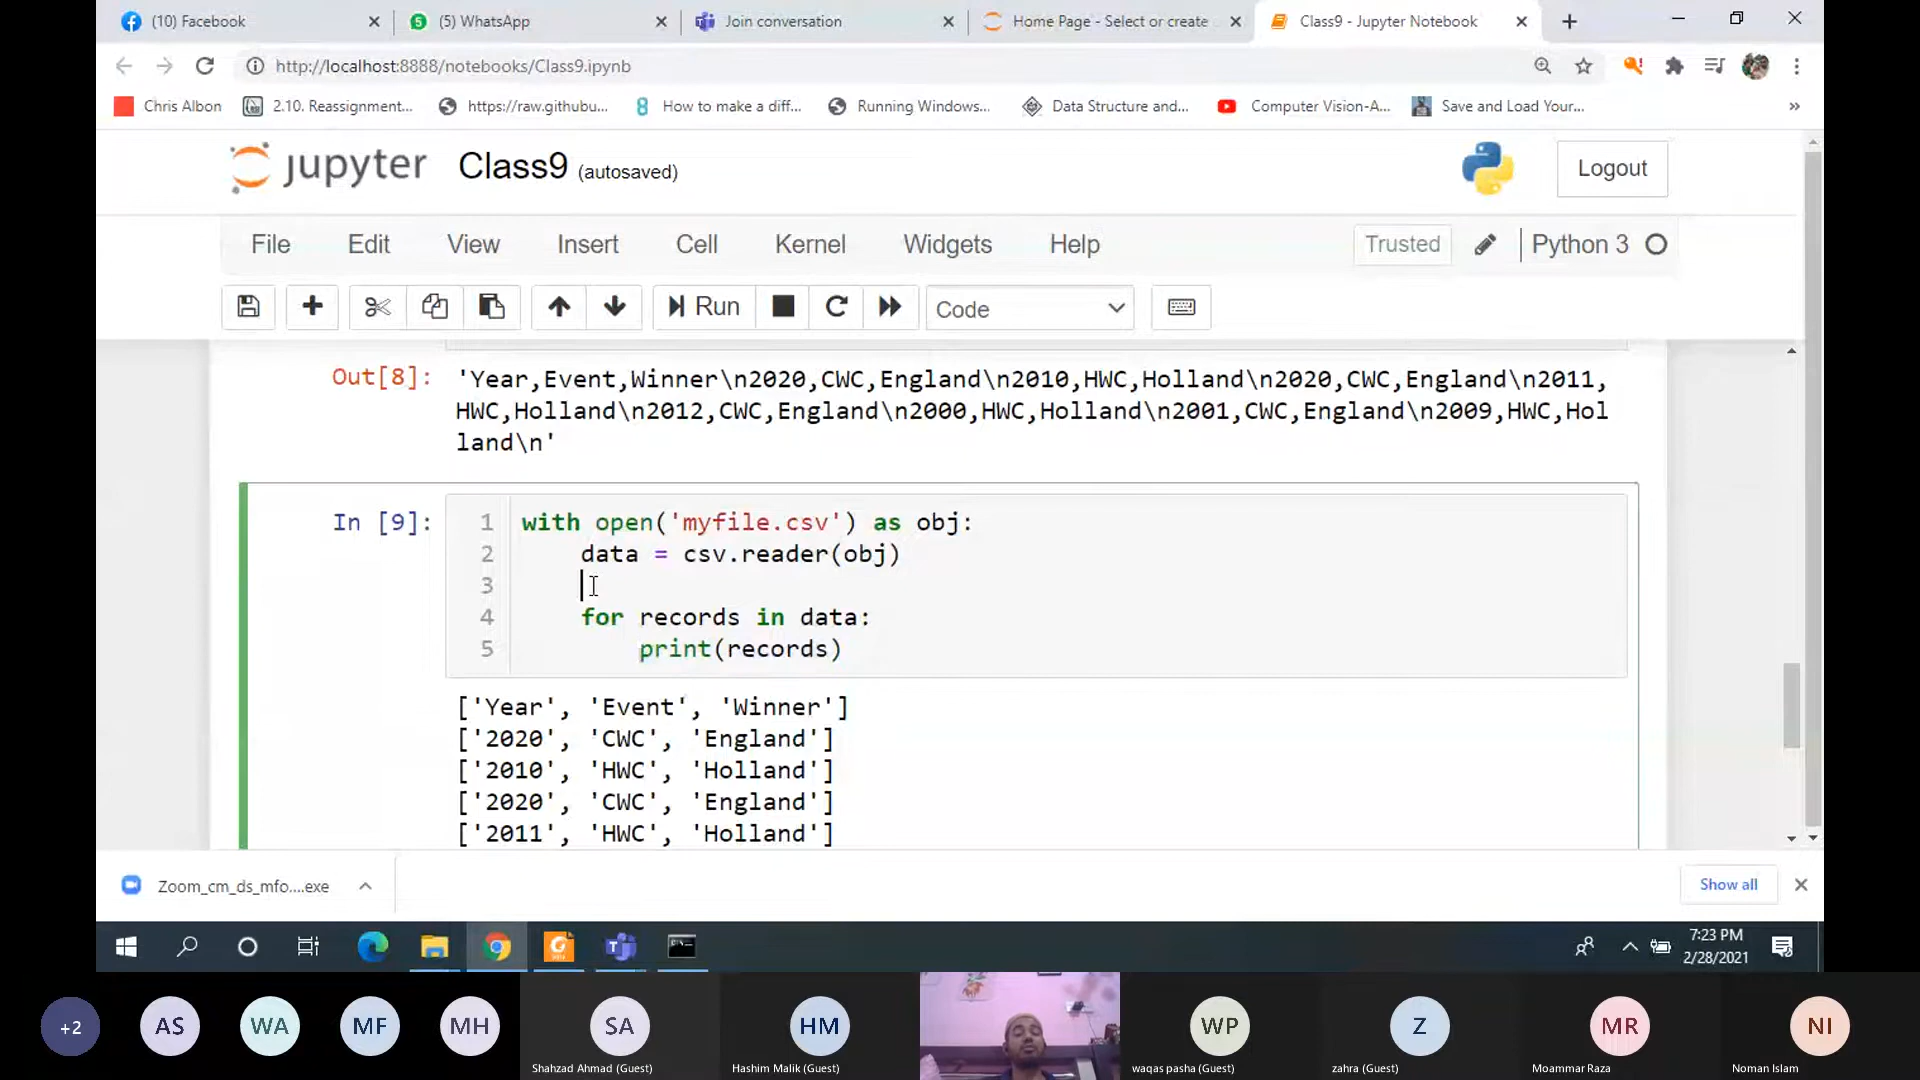 (10) Facebook
(5) WhatsApp
Join conversation
Home Page - Select or create
Class9 - Jupyter Notebook
http://localhost:8888/notebooks/Class9.ipynb
Chris Albon
2.10. Reassignment...
https://raw.githubu...
How to make a diff...
Running Windows...
Data Structure and...
Computer Vision-A...
Save and Load Your...
»
jupyter Class9 (autosaved)
Logout
File Edit View Insert Cell Kernel Widgets Help
Trusted
Python 3
Run
Code
Out[8]: 'Year,Event,Winner\n2020,CWC,England\n2010,HWC,Holland\n2020,CWC,England\n2011,
HWC,Holland\n2012,CWC,England\n2000,HWC,Holland\n2001,CWC,England\n2009,HWC,Hol
land\n'
In [9]:
1 with open('myfile.csv') as obj:
2     data = csv.reader(obj)
3
4     for records in data:
5         print(records)
['Year', 'Event', 'Winner']
['2020', 'CWC', 'England']
['2010', 'HWC', 'Holland']
['2020', 'CWC', 'England']
['2011', 'HWC', 'Holland']
Zoom_cm_ds_mfo....exe
Show all
7:23 PM
2/28/2021
+2
AS
WA
MF
MH
SA
HM
WP
Z
MR
NI
Shahzad Ahmad (Guest)
Hashim Malik (Guest)
waqas pasha (Guest)
zahra (Guest)
Moammar Raza
Noman Islam